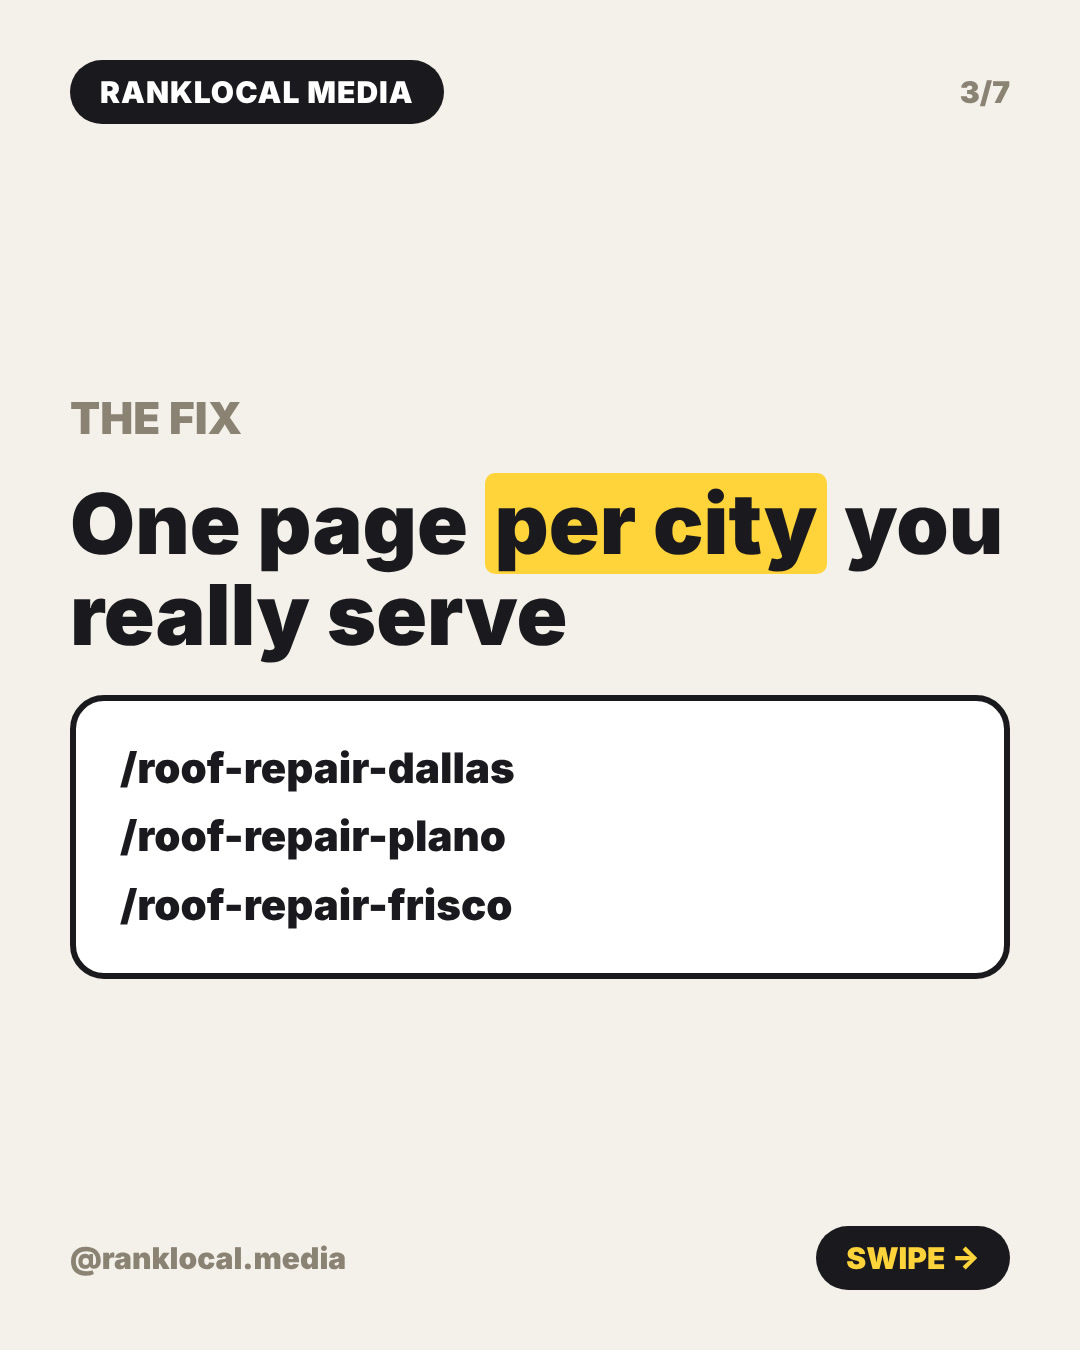 RANKLOCAL MEDIA
3/7
THE FIX
One page per city you
really serve
/roof-repair-dallas
/roof-repair-plano
/roof-repair-frisco
@ranklocal.media
SWIPE →